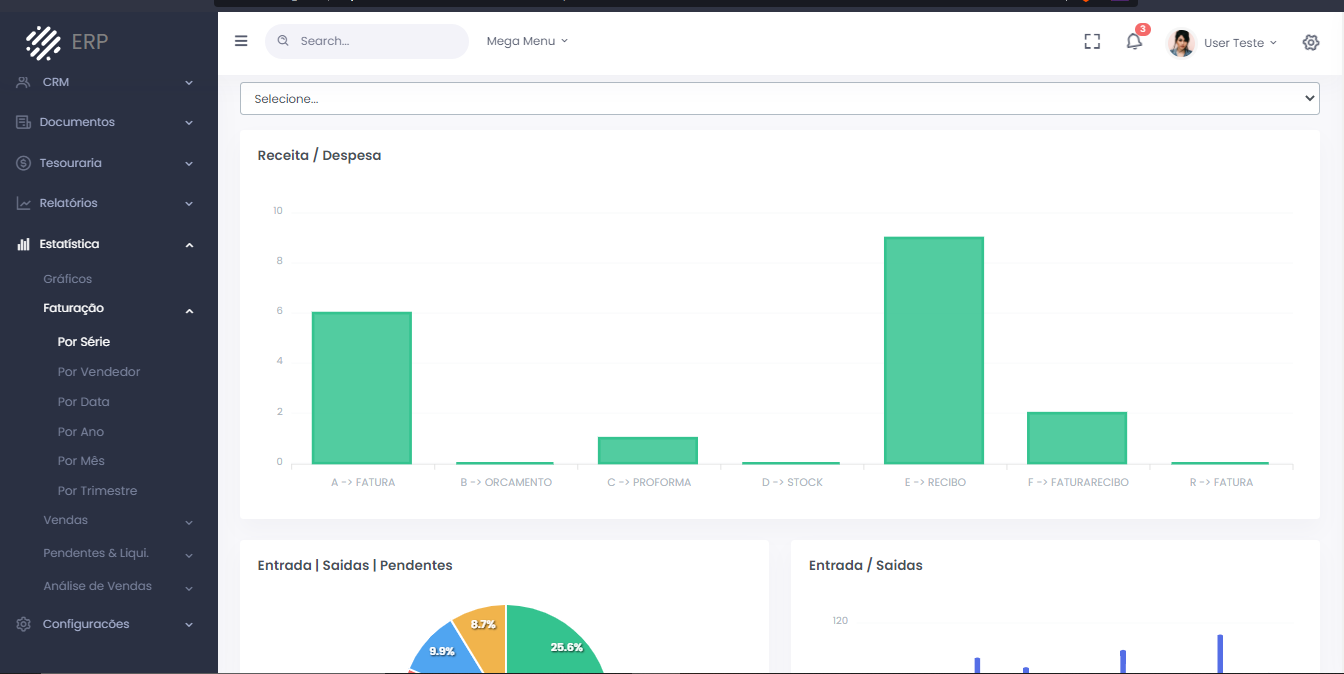 ERP
CRM
Documentos
Tesouraria
Relatórios
Estatística
Gráficos
Faturação
Por Série
Por Vendedor
Por Data
Por Ano
Por Mês
Por Trimestre
Vendas
Pendentes & Liqui.
Análise de Vendas
Configuracões
Search...
Mega Menu
3
User Teste
Selecione...
Receita / Despesa
10
8
6
4
2
0
A -> FATURA B -> ORCAMENTO C -> PROFORMA D -> STOCK E -> RECIBO F -> FATURARECIBO R -> FATURA
Entrada | Saidas | Pendentes
8.7%
25.6%
9.9%
Entrada / Saidas
120